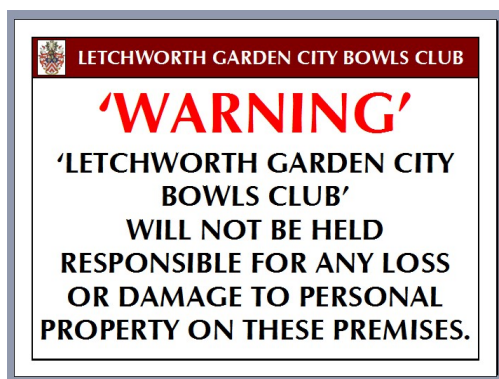 LETCHWORTH GARDEN CITY BOWLS CLUB
‘WARNING’
‘LETCHWORTH GARDEN CITY
BOWLS CLUB’
WILL NOT BE HELD
RESPONSIBLE FOR ANY LOSS
OR DAMAGE TO PERSONAL
PROPERTY ON THESE PREMISES.